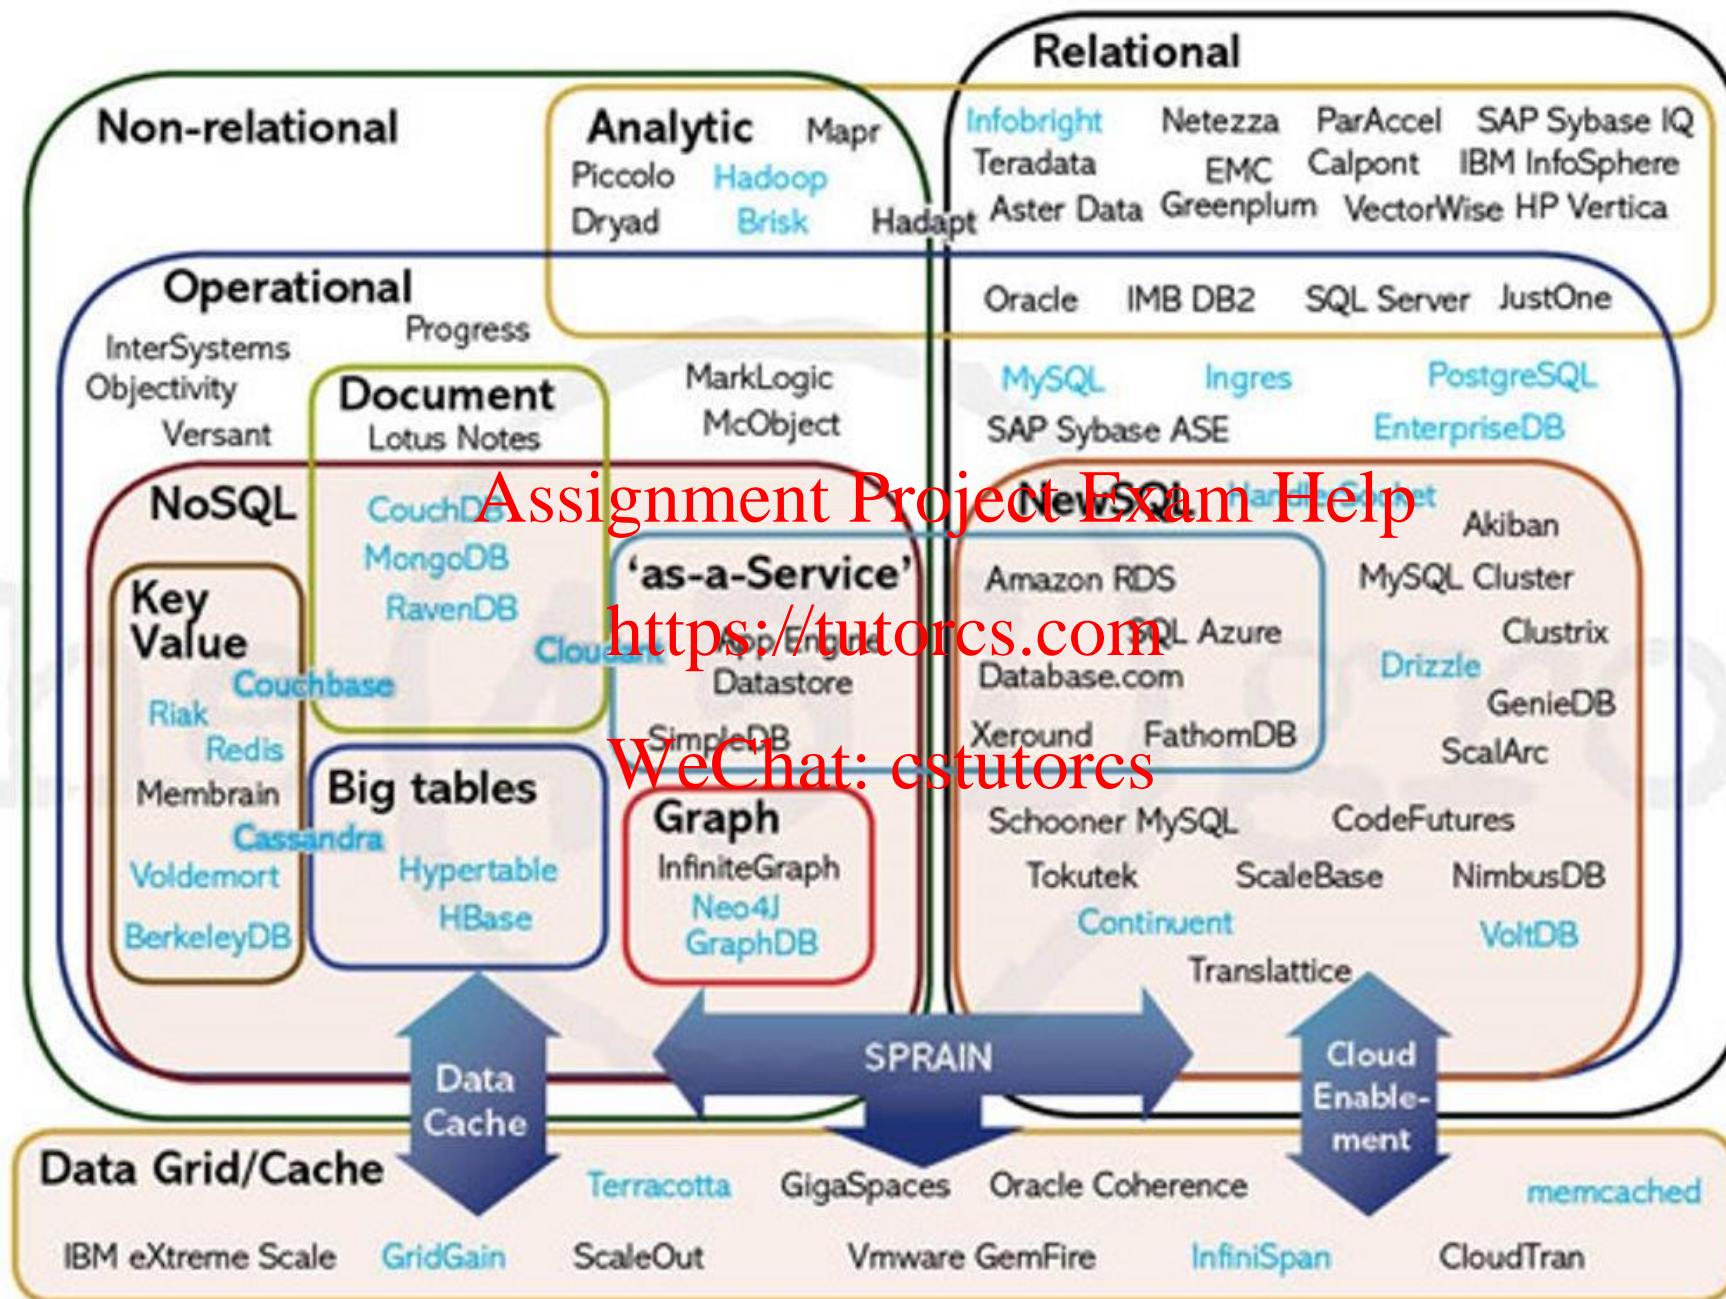 Relational
Non-relational
Analytic Mapr
Piccolo Hadoop
Dryad Brisk Hadapt
Infobright Netezza ParAccel SAP Sybase IQ
Teradata EMC Calpont IBM InfoSphere
Aster Data Greenplum VectorWise HP Vertica
Operational
Oracle IMB DB2 SQL Server JustOne
InterSystems Progress
Objectivity
Versant
Document
Lotus Notes
MarkLogic
McObject
MySQL Ingres PostgreSQL
SAP Sybase ASE EnterpriseDB
NoSQL
CouchDB
MongoDB
RavenDB
Cloudant
Assignment Project Exam Help
https://tutorcs.com
WeChat: cstutorcs
NewSQL HandlerSocket
Akiban
'as-a-Service'
App Engine
Datastore
SimpleDB
Amazon RDS
SQL Azure
Database.com
Xeround FathomDB
MySQL Cluster
Clustrix
Drizzle
GenieDB
ScalArc
Key
Value
Couchbase
Riak
Redis
Membrain
Cassandra
Voldemort
BerkeleyDB
Big tables
Hypertable
HBase
Graph
InfiniteGraph
Neo4J
GraphDB
Schooner MySQL CodeFutures
Tokutek ScaleBase NimbusDB
Continuent VoltDB
Translattice
Data
Cache
SPRAIN
Cloud
Enable-
ment
Data Grid/Cache
Terracotta GigaSpaces Oracle Coherence memcached
IBM eXtreme Scale GridGain ScaleOut Vmware GemFire InfiniSpan CloudTran